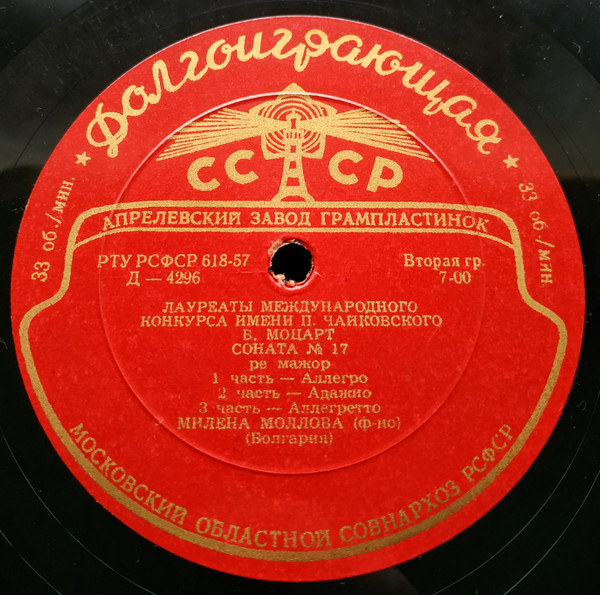 Долгоиграющая
33 об./мин.
33 об./мин.
СССР
АПРЕЛЕВСКИЙ ЗАВОД ГРАМПЛАСТИНОК
РТУ РСФСР 618-57
Вторая гр.
Д — 4296
7-00
ЛАУРЕАТЫ МЕЖДУНАРОДНОГО
КОНКУРСА ИМЕНИ П. ЧАЙКОВСКОГО
В. МОЦАРТ
СОНАТА № 17
ре мажор
1 часть — Аллегро
2 часть — Адажио
3 часть — Аллегретто
МИЛЕНА МОЛЛОВА (ф-но)
(Болгария)
МОСКОВСКИЙ ОБЛАСТНОЙ СОВНАРХОЗ РСФСР